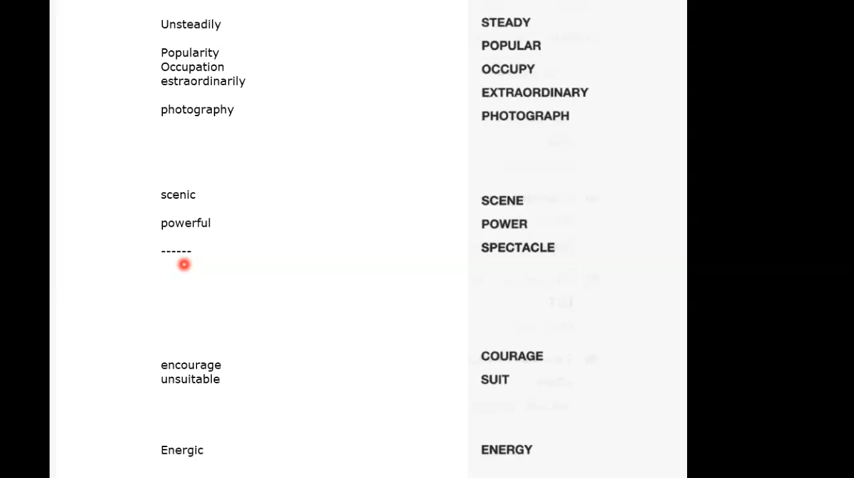 Unsteadily STEADY
Popularity POPULAR
Occupation OCCUPY
estraordinarily EXTRAORDINARY
photography PHOTOGRAPH
scenic SCENE
powerful POWER
------ SPECTACLE
encourage COURAGE
unsuitable SUIT
Energic ENERGY